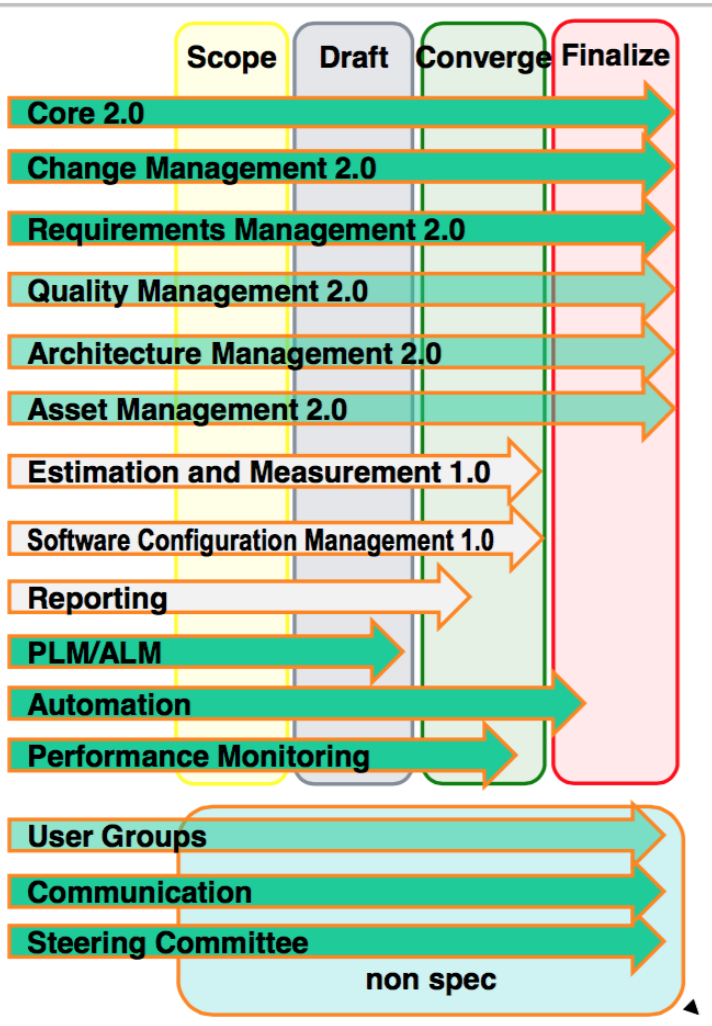 Scope Draft Converge Finalize
Core 2.0
Change Management 2.0
Requirements Management 2.0
Quality Management 2.0
Architecture Management 2.0
Asset Management 2.0
Estimation and Measurement 1.0
Software Configuration Management 1.0
Reporting
PLM/ALM
Automation
Performance Monitoring
User Groups
Communication
Steering Committee
non spec